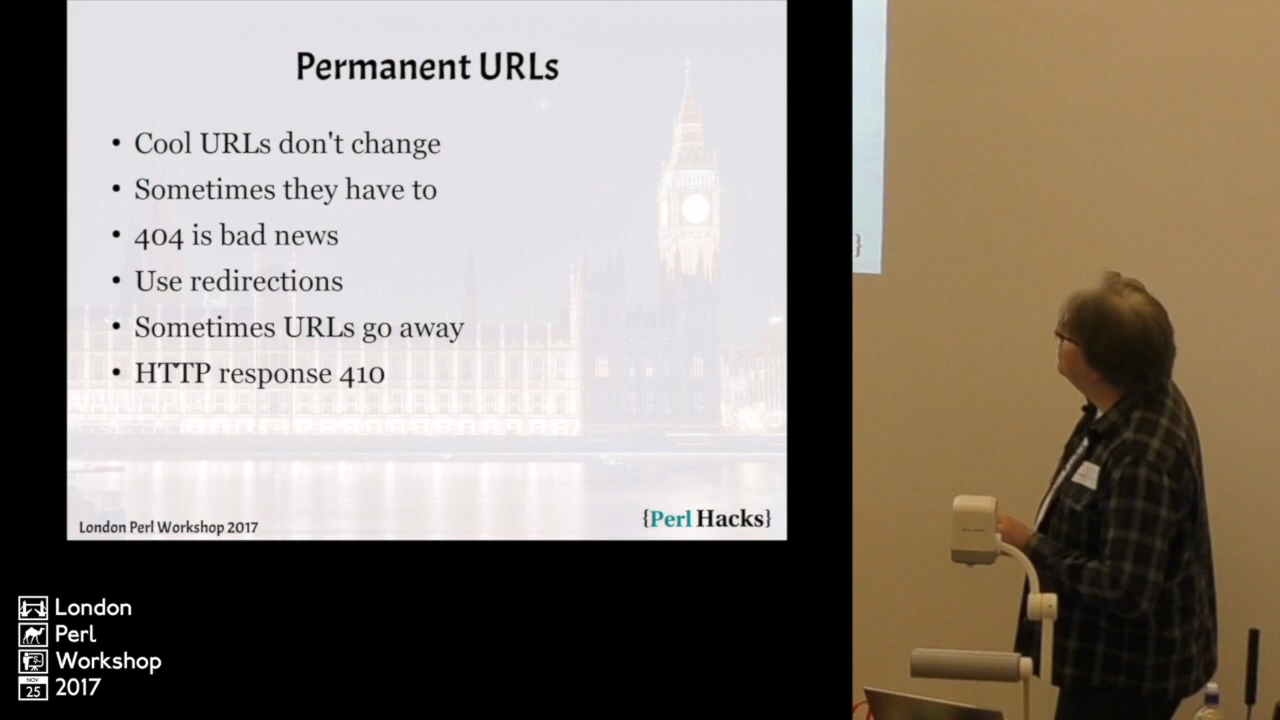 Permanent URLs
• Cool URLs don't change
• Sometimes they have to
• 404 is bad news
• Use redirections
• Sometimes URLs go away
• HTTP response 410
London Perl Workshop 2017
{Perl Hacks}
}
London
Perl
Workshop
NOV
25
2017